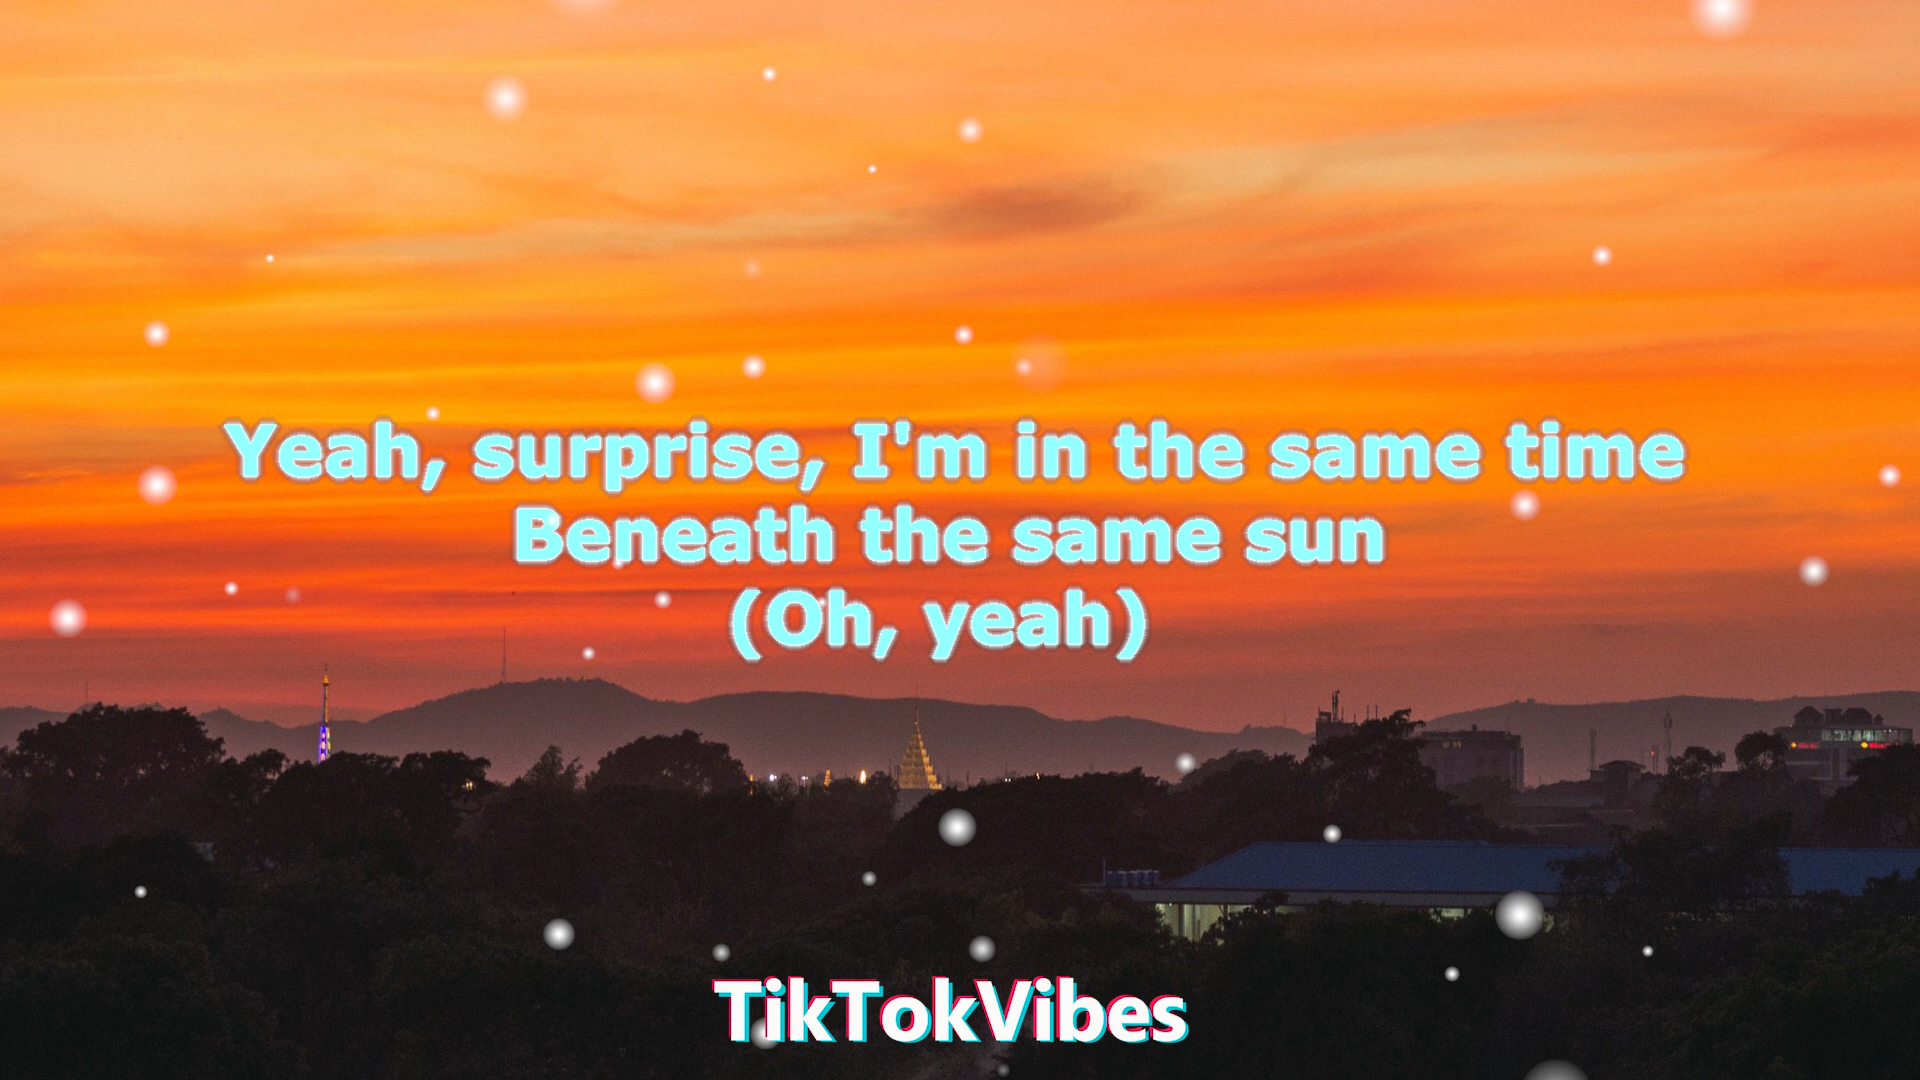 Yeah, surprise, I'm in the same time
Beneath the same sun
(Oh, yeah)
TikTokVibes